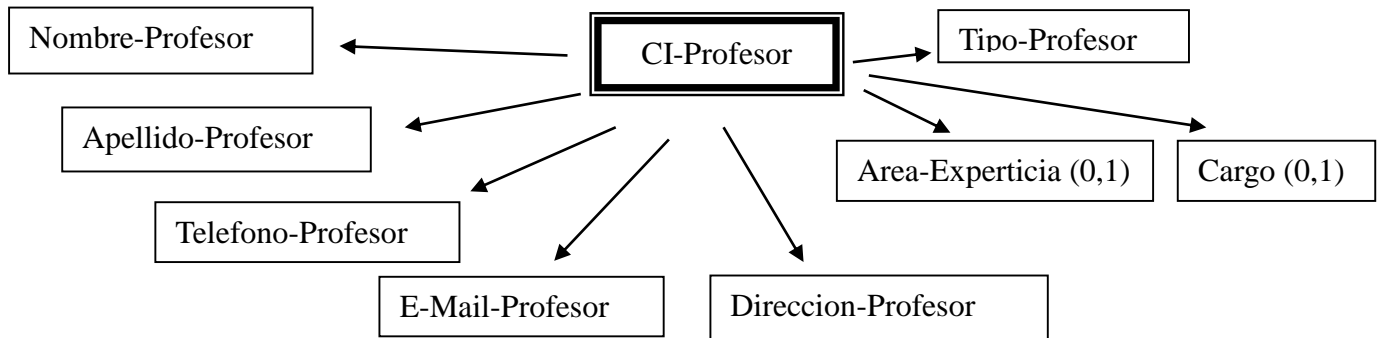 Nombre-Profesor
CI-Profesor
Tipo-Profesor
Apellido-Profesor
Area-Experticia (0,1)
Cargo (0,1)
Telefono-Profesor
E-Mail-Profesor
Direccion-Profesor